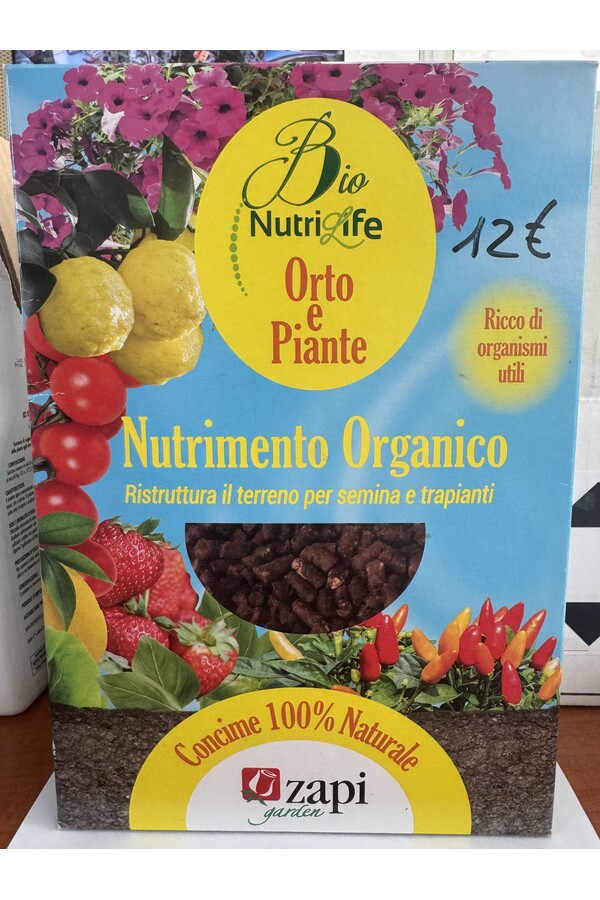 Bio
NutriLife
Orto
e
Piante
12€
Ricco di
organismi
utili
Nutrimento Organico
Ristruttura il terreno per semina e trapianti
Concime 100% Naturale
zapi
garden